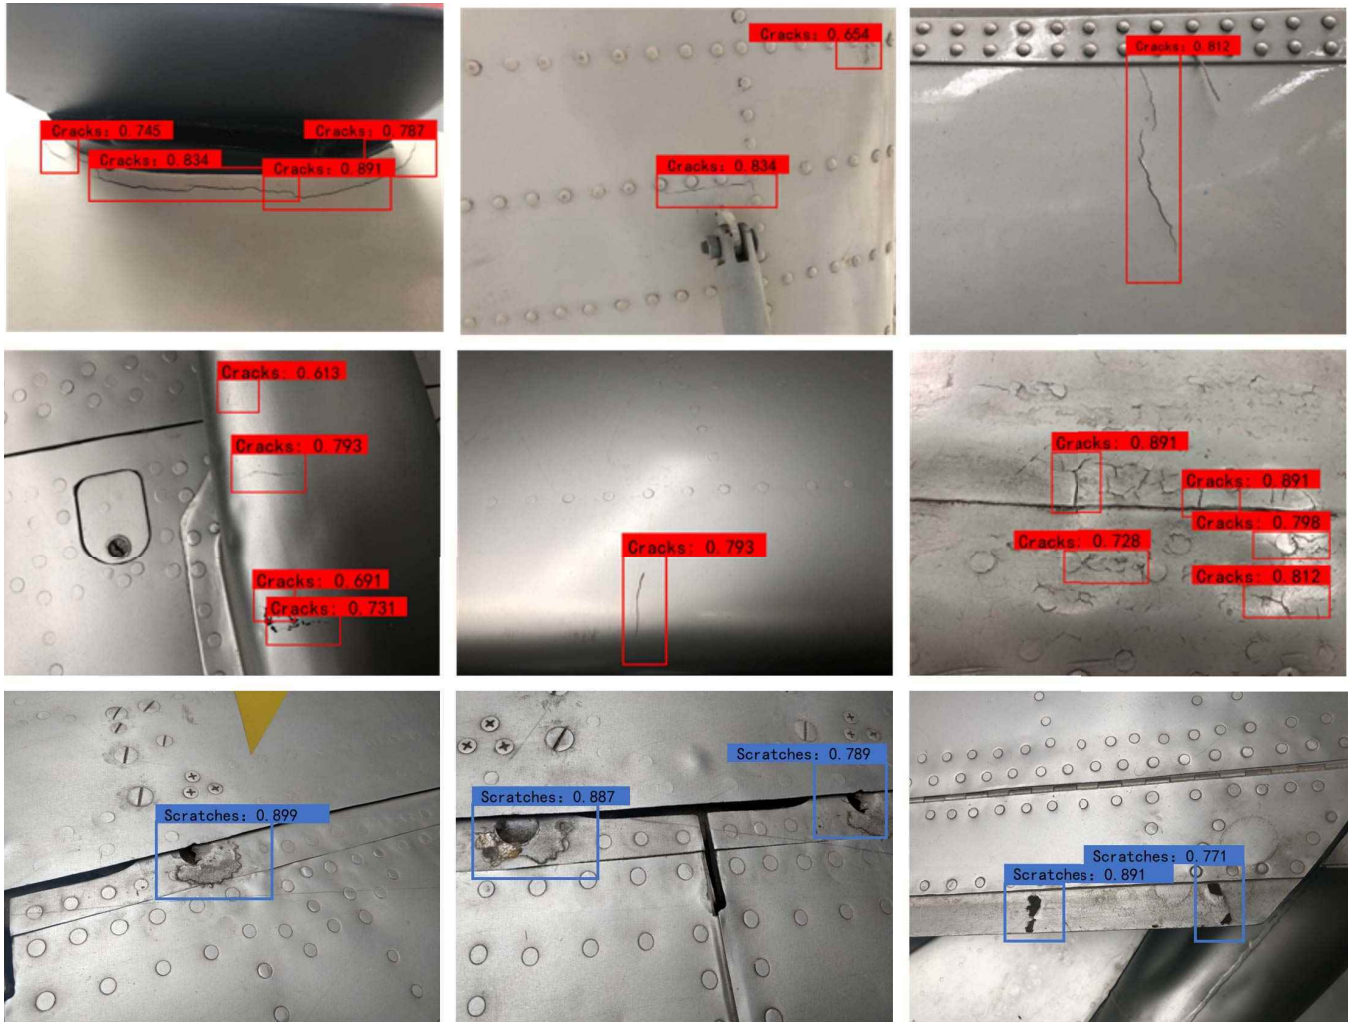 Cracks: 0.745
Cracks: 0.787
Cracks: 0.834
Cracks: 0.891
Cracks: 0.654
Cracks: 0.834
Cracks: 0.812
Cracks: 0.613
Cracks: 0.793
Cracks: 0.691
Cracks: 0.731
Cracks: 0.793
Cracks: 0.891
Cracks: 0.891
Cracks: 0.798
Cracks: 0.728
Cracks: 0.812
Scratches: 0.899
Scratches: 0.789
Scratches: 0.887
Scratches: 0.771
Scratches: 0.891